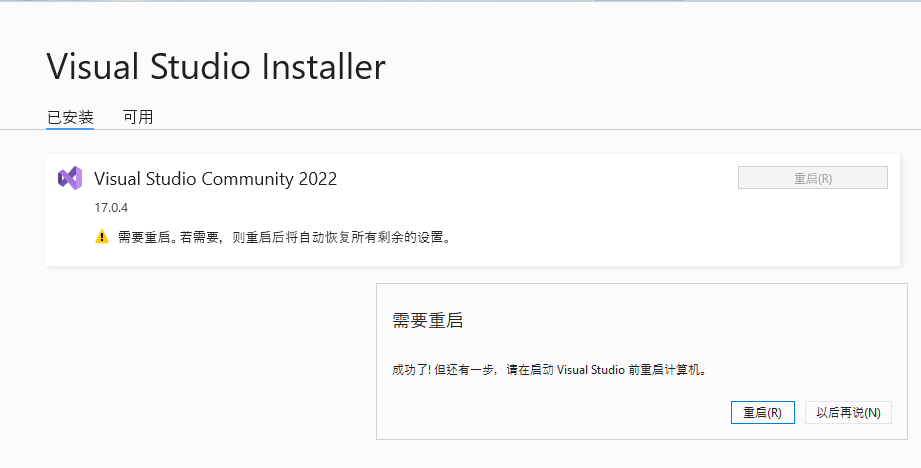 Visual Studio Installer
已安装 可用
Visual Studio Community 2022 重启(R)
17.0.4
需要重启。若需要，则重启后将自动恢复所有剩余的设置。
需要重启
成功了! 但还有一步，请在启动 Visual Studio 前重启计算机。
重启(R) 以后再说(N)